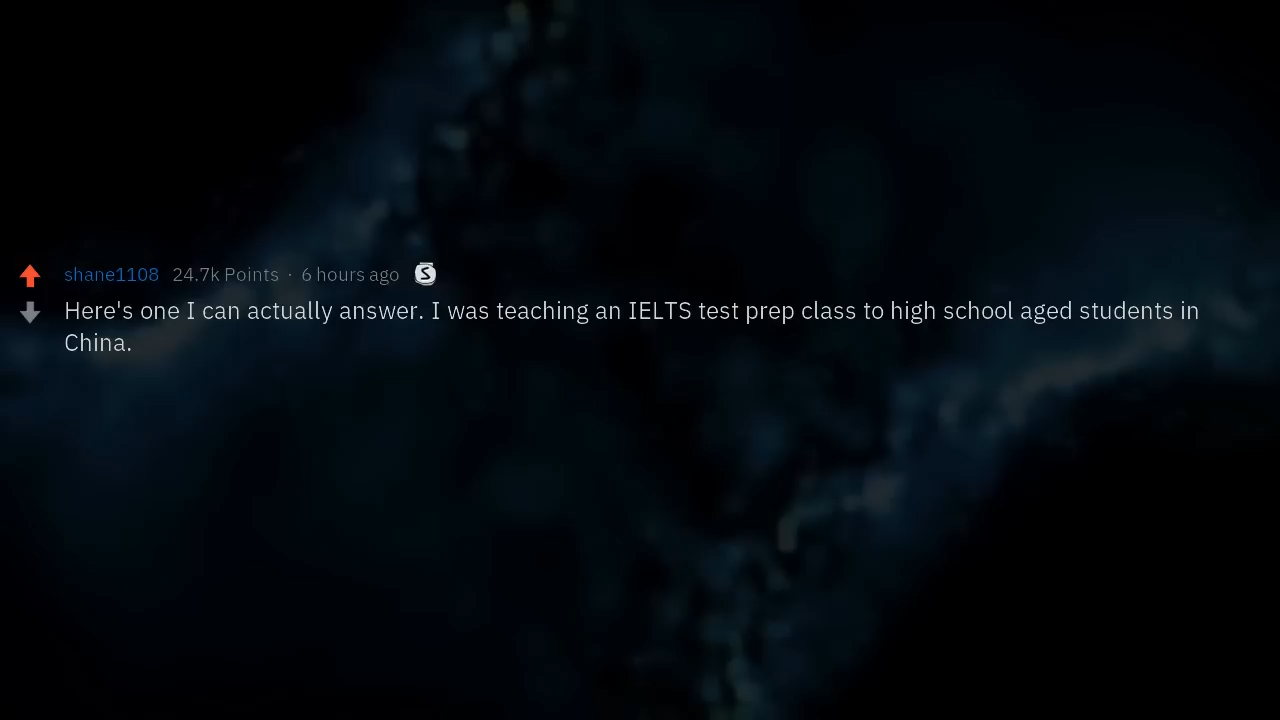 shane1108 24.7k Points · 6 hours ago S
Here's one I can actually answer. I was teaching an IELTS test prep class to high school aged students in
China.